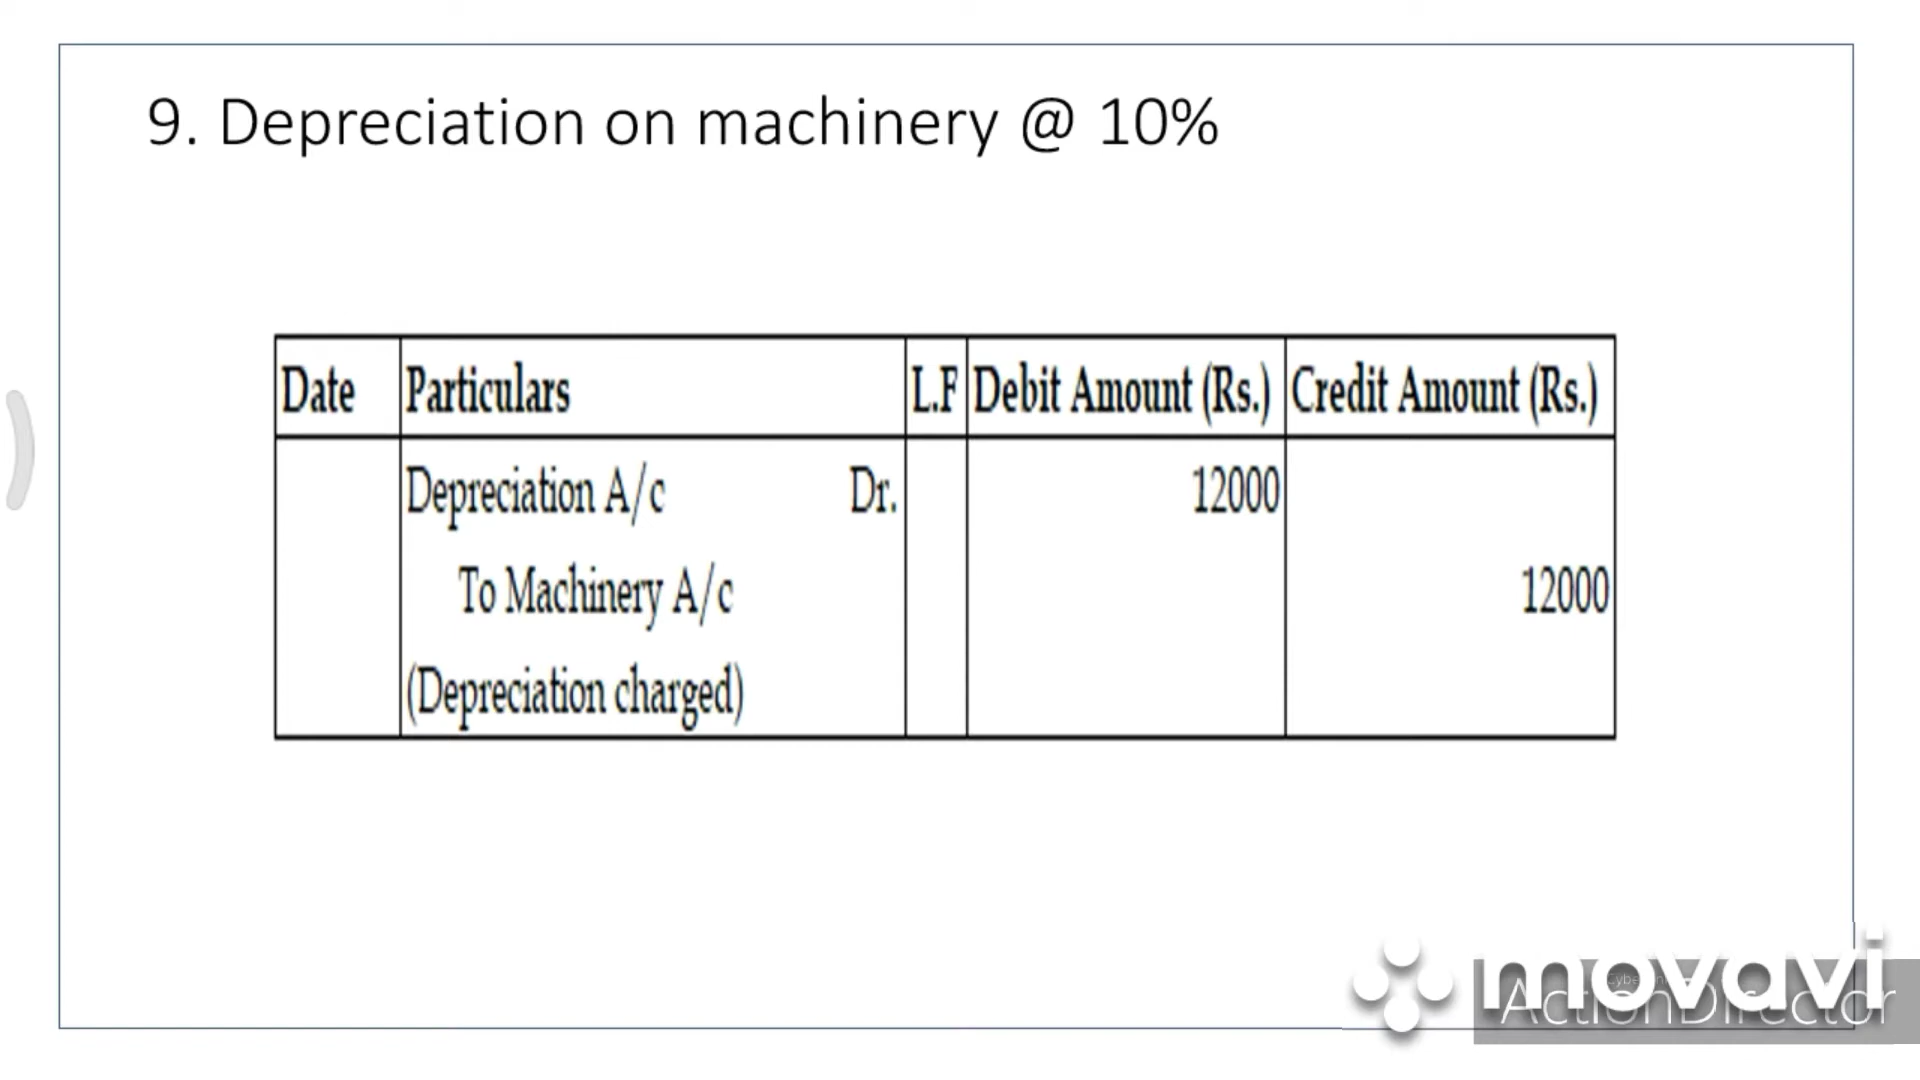 9. Depreciation on machinery @ 10%
Date Particulars L.F Debit Amount (Rs.) Credit Amount (Rs.)
Depreciation A/c Dr. 12000
To Machinery A/c 12000
(Depreciation charged)
movavi
ActionDirector